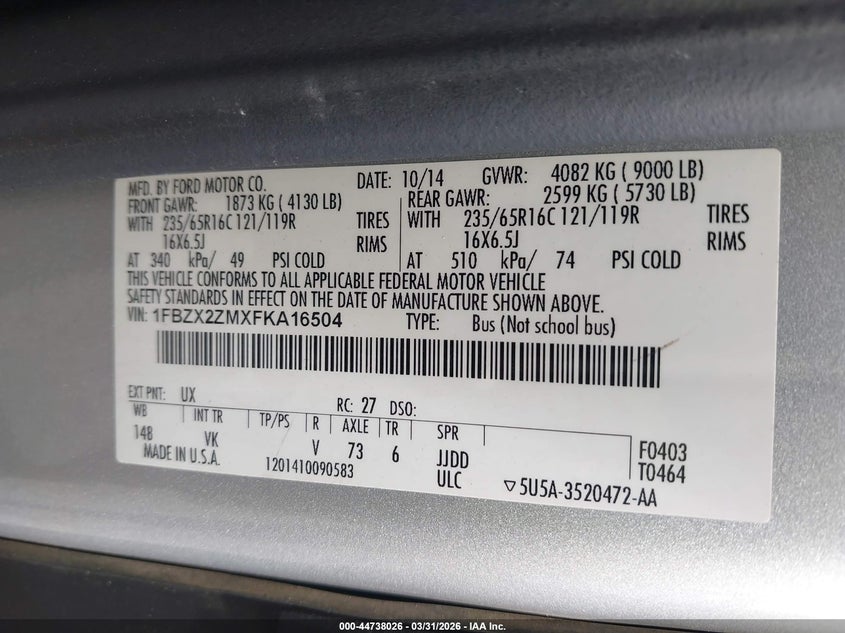 MFD. BY FORD MOTOR CO. DATE: 10/14 GVWR: 4082 KG ( 9000 LB)
FRONT GAWR: 1873 KG ( 4130 LB) REAR GAWR: 2599 KG ( 5730 LB)
WITH 235/65R16C 121/119R TIRES WITH 235/65R16C 121/119R TIRES
16X6.5J RIMS 16X6.5J RIMS
AT 340 kPa/ 49 PSI COLD AT 510 kPa/ 74 PSI COLD
THIS VEHICLE CONFORMS TO ALL APPLICABLE FEDERAL MOTOR VEHICLE
SAFETY STANDARDS IN EFFECT ON THE DATE OF MANUFACTURE SHOWN ABOVE.
VIN: 1FBZX2ZMXFKA16504 TYPE: Bus (Not school bus)
EXT PNT: UX RC: 27 DSO:
WB INT TR TP/PS R AXLE TR SPR
148 VK V 73 6 JJDD F0403
MADE IN U.S.A. 1201410090583 ULC T0464
▽5U5A-3520472-AA
000-44738026 - 03/31/2026 - IAA Inc.